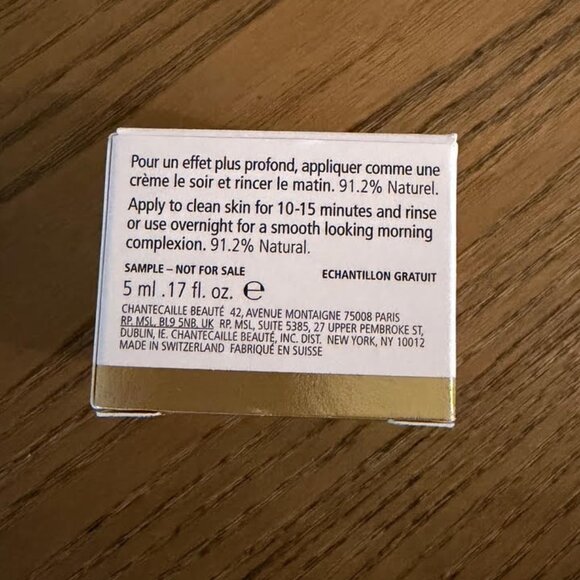 Pour un effet plus profond, appliquer comme une
crème le soir et rincer le matin. 91.2% Naturel.
Apply to clean skin for 10-15 minutes and rinse
or use overnight for a smooth looking morning
complexion. 91.2% Natural.
SAMPLE – NOT FOR SALE ECHANTILLON GRATUIT
5 ml .17 fl. oz. ℮
CHANTECAILLE BEAUTÉ 42, AVENUE MONTAIGNE 75008 PARIS
RP. MSL, BL9 5NB, UK RP. MSL, SUITE 5385, 27 UPPER PEMBROKE ST,
DUBLIN, IE. CHANTECAILLE BEAUTÉ, INC. DIST. NEW YORK, NY 10012
MADE IN SWITZERLAND FABRIQUÉ EN SUISSE